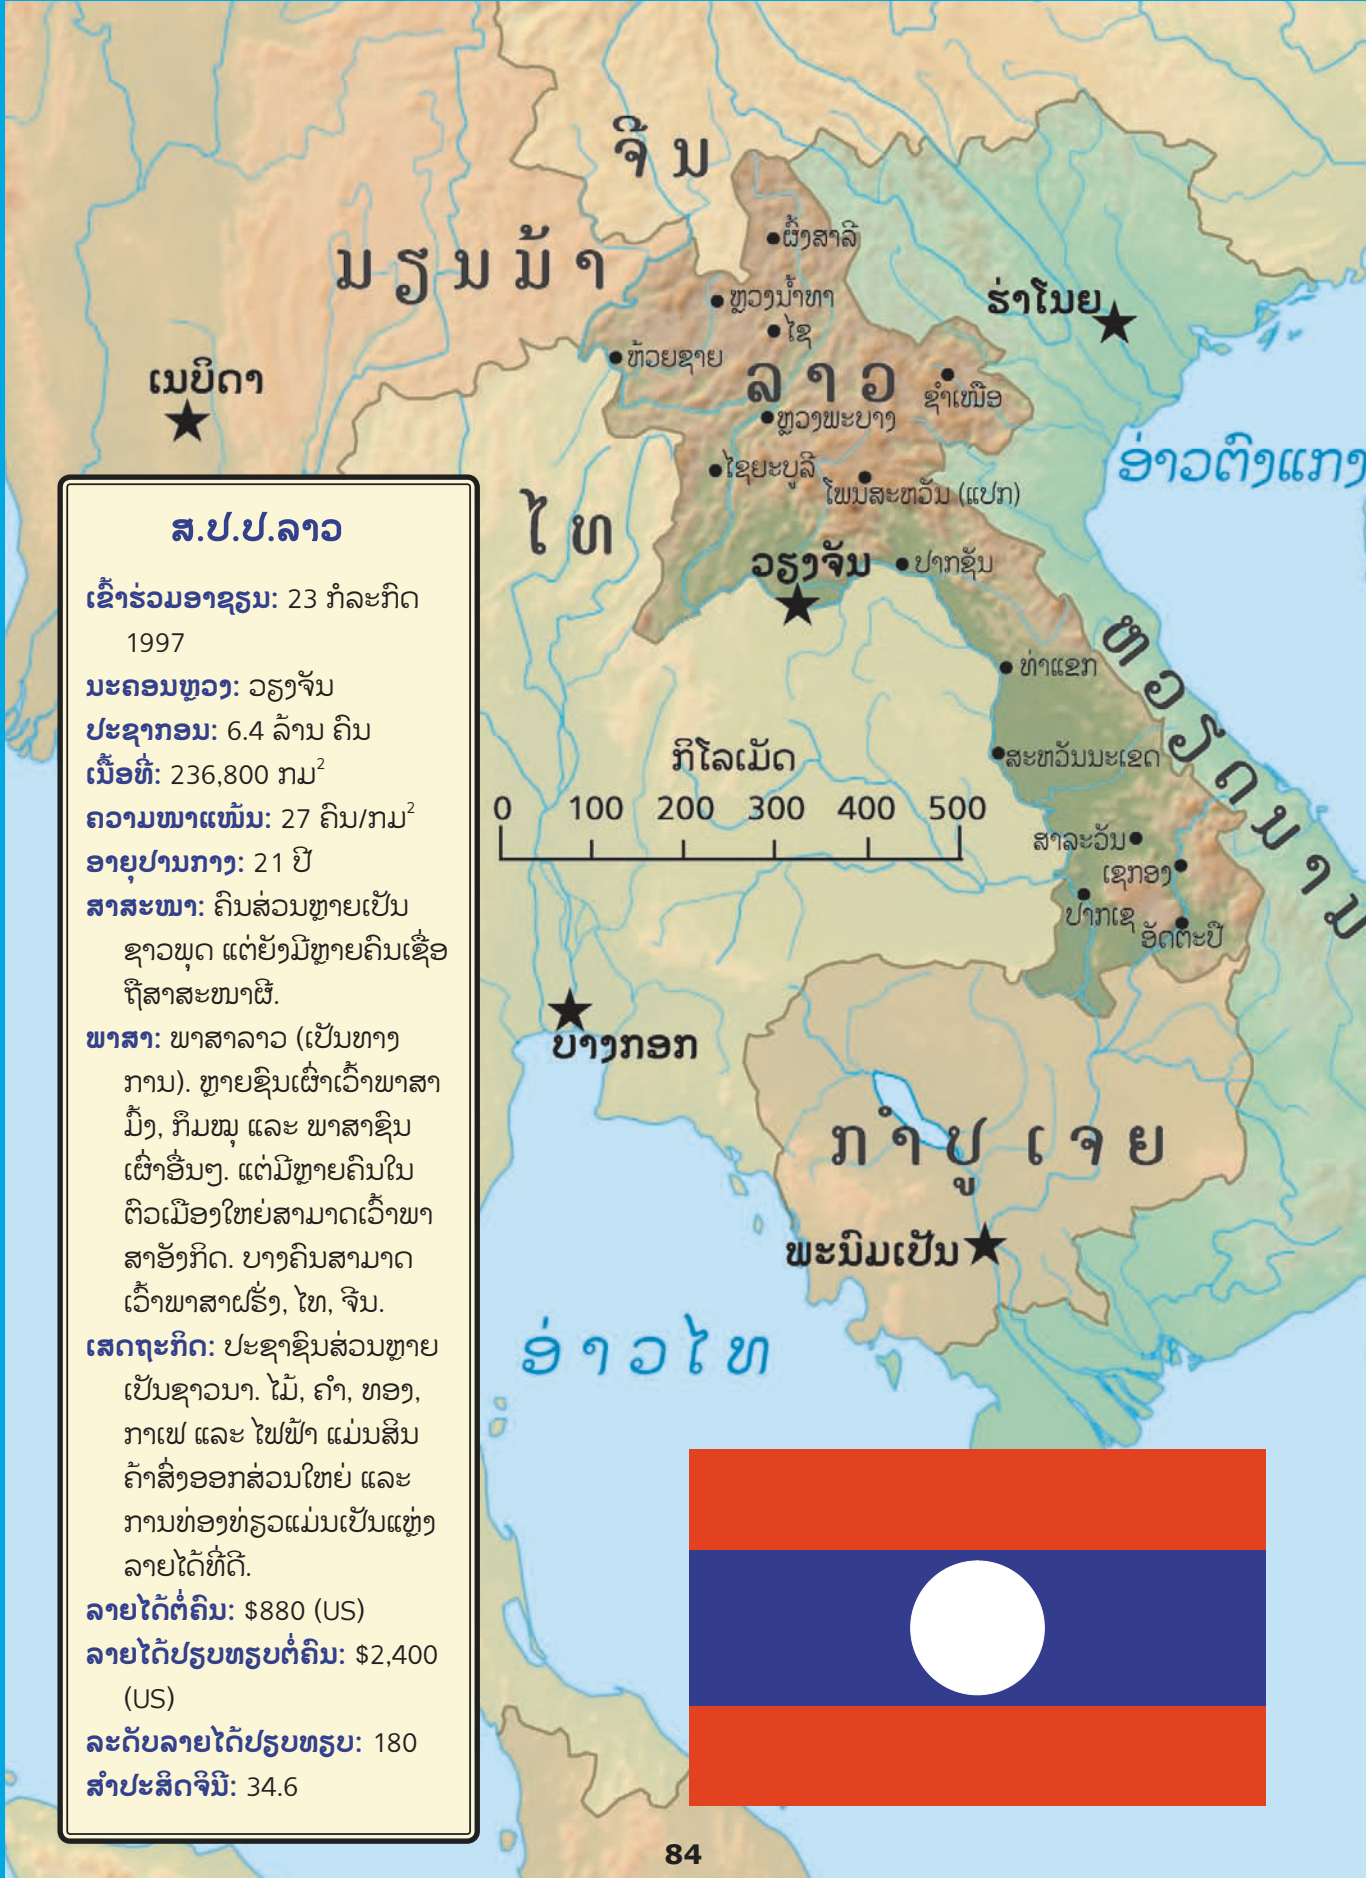 ຈີນ
ມຽນມ້າ
ຜົ້ງສາລີ
ຫຼວງນ້ຳທາ
ໄຊ
ຫ້ວຍຊາຍ
ລາວ
ຊຳເໜືອ
ຫຼວງພະບາງ
ໄຊຍະບູລີ
ໂພນສະຫວັນ (ແປກ)
ຮ່າໂນຍ
ເນບິດາ
ອ່າວຕົງແກງ
ໄທ
ວຽງຈັນ
ປາກຊັນ
ຫວຽດນາມ
ທ່າແຂກ
ສະຫວັນນະເຂດ
ກິໂລເມັດ
0 100 200 300 400 500
ສາລະວັນ
ເຊກອງ
ປາກເຊ
ອັດຕະປື
ບາງກອກ
ກຳປູເຈຍ
ພະນົມເປັນ
ອ່າວໄທ
ສ.ປ.ປ.ລາວ
ເຂົ້າຮ່ວມອາຊຽນ: 23 ກໍລະກົດ
1997
ນະຄອນຫຼວງ: ວຽງຈັນ
ປະຊາກອນ: 6.4 ລ້ານ ຄົນ
ເນື້ອທີ່: 236,800 ກມ²
ຄວາມໜາແໜ້ນ: 27 ຄົນ/ກມ²
ອາຍຸປານກາງ: 21 ປີ
ສາສະໜາ: ຄົນສ່ວນຫຼາຍເປັນ
ຊາວພຸດ ແຕ່ຍັງມີຫຼາຍຄົນເຊື່ອ
ຖືສາສະໜາຜີ.
ພາສາ: ພາສາລາວ (ເປັນທາງ
ການ). ຫຼາຍຊົນເຜົ່າເວົ້າພາສາ
ມົ້ງ, ກຶມໝຸ ແລະ ພາສາຊົນ
ເຜົ່າອື່ນໆ. ແຕ່ມີຫຼາຍຄົນໃນ
ຕົວເມືອງໃຫຍ່ສາມາດເວົ້າພາ
ສາອັງກິດ. ບາງຄົນສາມາດ
ເວົ້າພາສາຝຣັ່ງ, ໄທ, ຈີນ.
ເສດຖະກິດ: ປະຊາຊົນສ່ວນຫຼາຍ
ເປັນຊາວນາ. ໄມ້, ຄຳ, ທອງ,
ກາເຟ ແລະ ໄຟຟ້າ ແມ່ນສິນ
ຄ້າສົ່ງອອກສ່ວນໃຫຍ່ ແລະ
ການທ່ອງທ່ຽວແມ່ນເປັນແຫຼ່ງ
ລາຍໄດ້ທີ່ດີ.
ລາຍໄດ້ຕໍ່ຄົນ: $880 (US)
ລາຍໄດ້ປຽບທຽບຕໍ່ຄົນ: $2,400
(US)
ລະດັບລາຍໄດ້ປຽບທຽບ: 180
ສຳປະສິດຈິນີ: 34.6
84